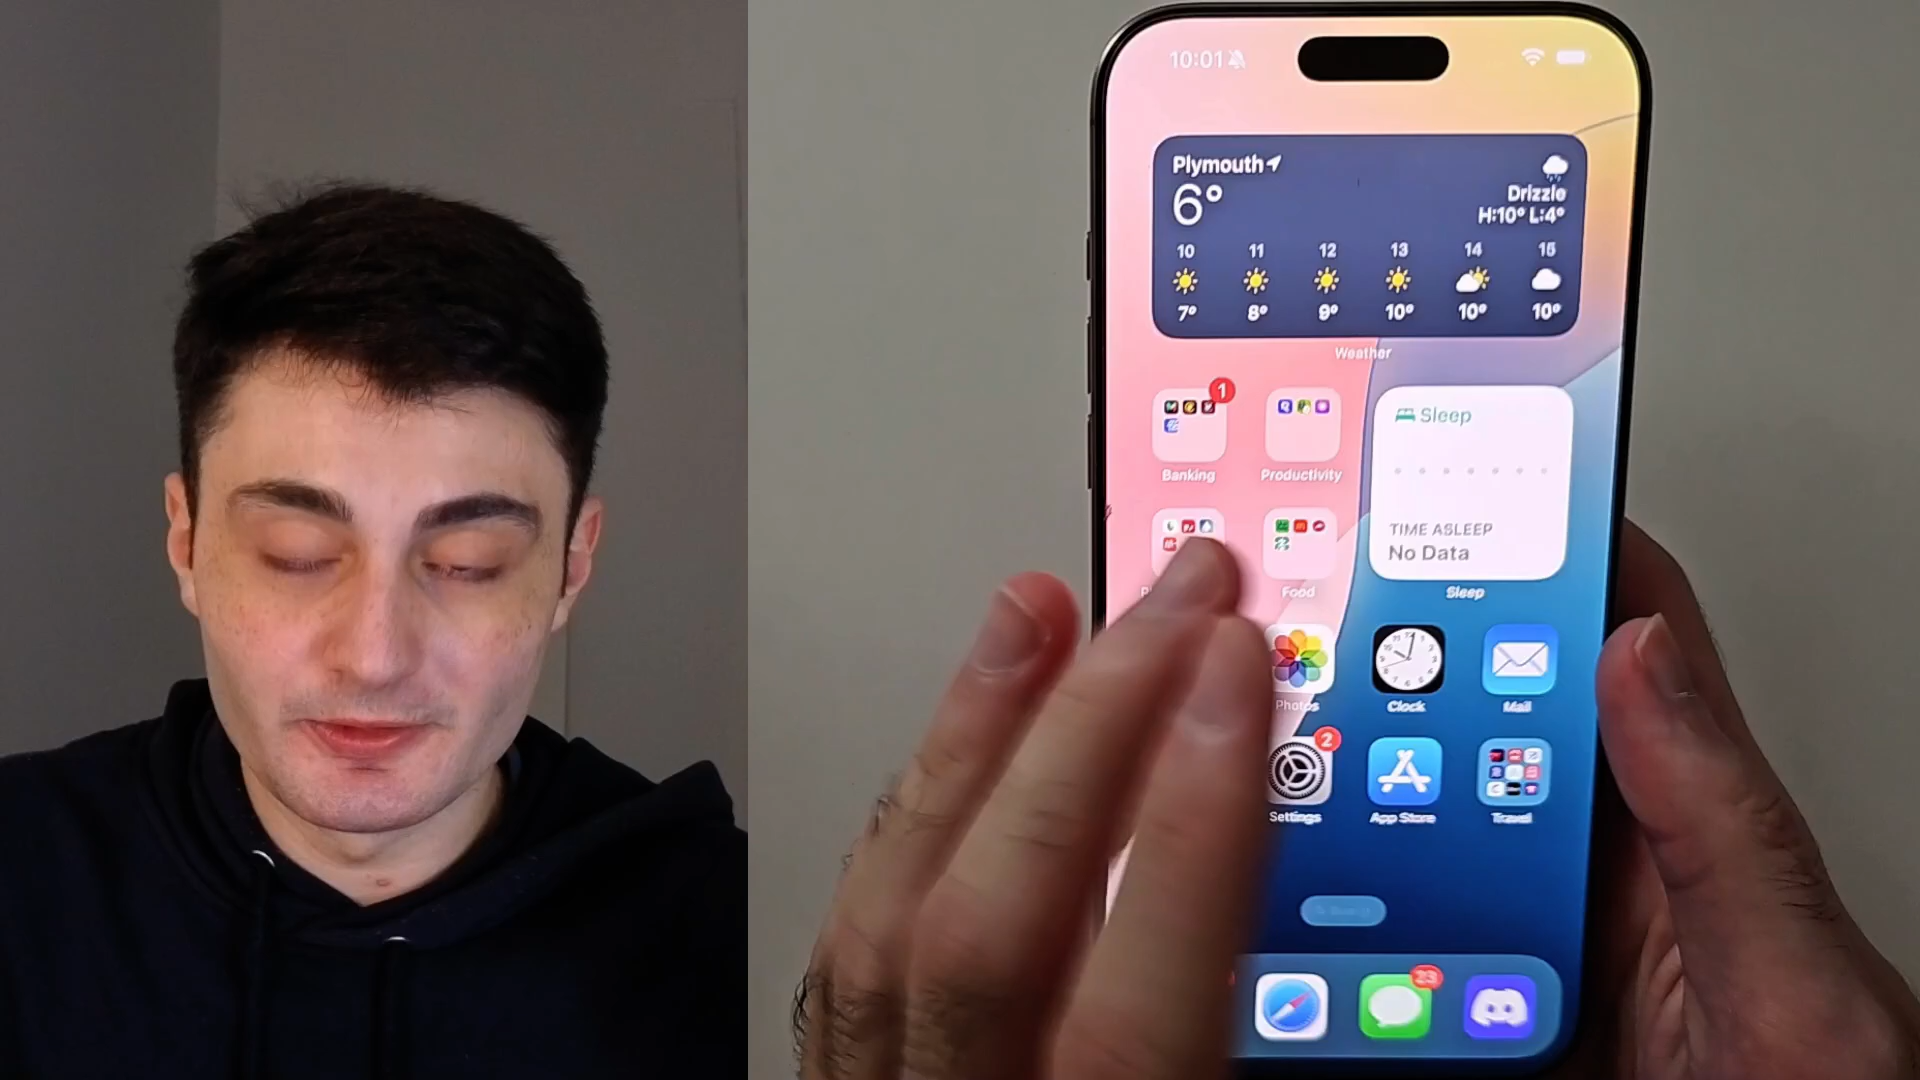 10:01
Plymouth
6°
Drizzle
H:10° L:4°
10 11 12 13 14 15
7° 8° 9° 10° 10° 10°
Weather
1
Sleep
Banking Productivity
TIME ASLEEP
No Data
Food
Sleep
Photos Clock Mail
2
Settings App Store Travel
23